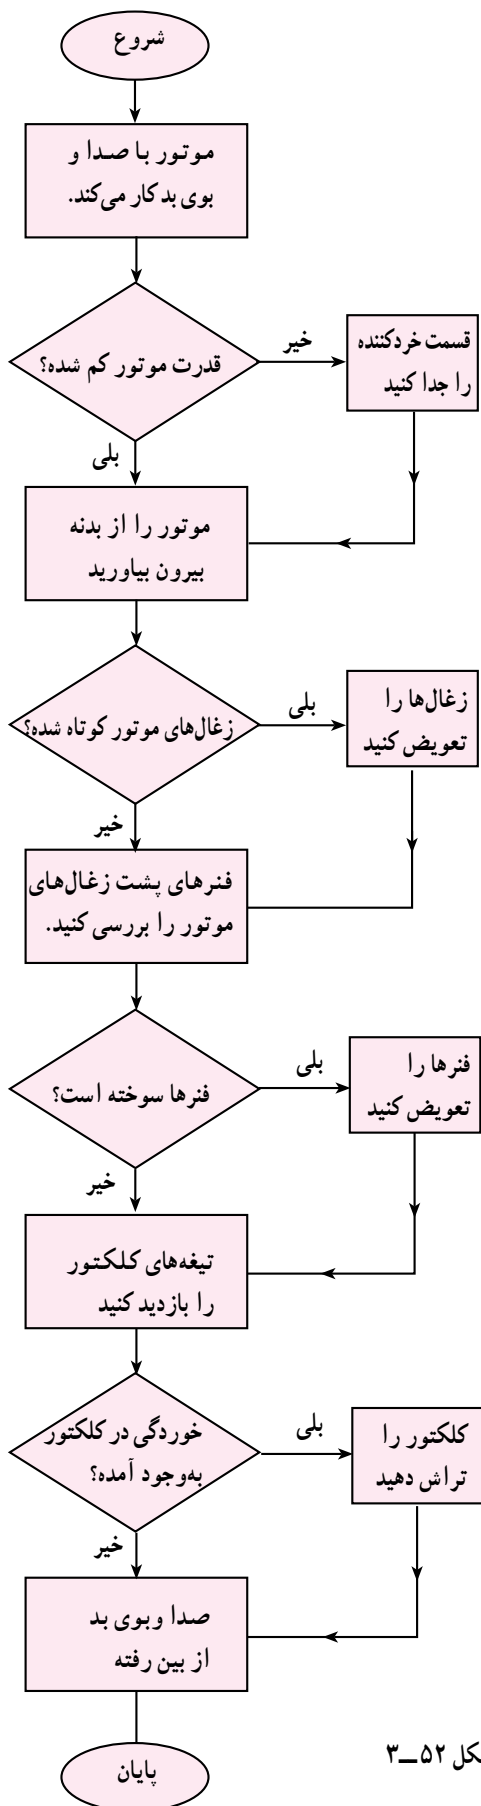 شروع
موتور با صدا و
بوی بد کار می‌کند.
قدرت موتور کم شده؟
خیر
قسمت خردکننده
را جدا کنید
بلی
موتور را از بدنه
بیرون بیاورید
زغال‌های موتور کوتاه شده؟
بلی
زغال‌ها را
تعویض کنید
خیر
فنرهای پشت زغال‌های
موتور را بررسی کنید.
فنرها سوخته است؟
بلی
فنرها را
تعویض کنید
خیر
تیغه‌های کلکتور
را بازدید کنید
خوردگی در کلکتور
به‌وجود آمده؟
بلی
کلکتور را
تراش دهید
خیر
صدا وبوی بد
از بین رفته
پایان
کل ۵۲ــ۳